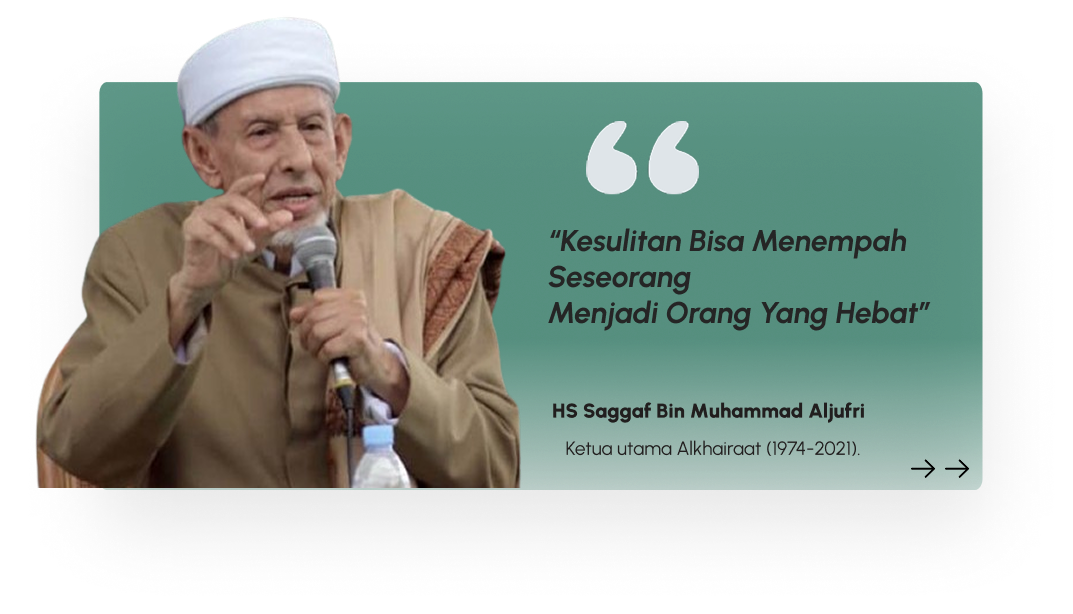 “Kesulitan Bisa Menempah
Seseorang
Menjadi Orang Yang Hebat”
HS Saggaf Bin Muhammad Aljufri
Ketua utama Alkhairaat (1974-2021).